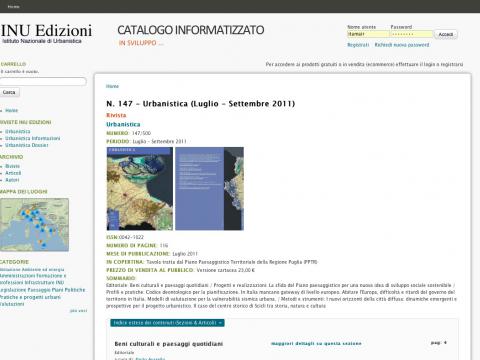 Home
INU Edizioni
Istituto Nazionale di Urbanistica
CATALOGO INFORMATIZZATO
IN SVILUPPO ...
Nome utente
Password
itamair
Registrati
Richiedi nuova password
CARRELLO
Il carrello è vuoto.
Per accedere ai prodotti gratuiti o in vendita (ecommerce) effettuare il login o registrarsi
Cerca
Home
RIVISTE INU EDIZIONI
Urbanistica
Urbanistica Informazioni
Urbanistica Dossier
ARCHIVIO
Riviste
Articoli
Autori
MAPPA DEI LUOGHI
CATEGORIE
Abitazione Ambiente ed energia
Amministrazioni Formazione e
Professioni Infrastrutture INU
Legislazione Paesaggio Piani Politiche
Pratiche e progetti urbani
Valutazioni
più voci
Home
N. 147 - Urbanistica (Luglio - Settembre 2011)
Rivista
Urbanistica
NUMERO: 147/500
PERIODO: Luglio - Settembre 2011
URBANISTICA
ISSN:0042-1022
NUMERO DI PAGINE: 116
MESE DI PUBBLICAZIONE: Luglio 2011
IN COPERTINA: Tavola tratta dal Piano Paesaggistico Territoriale della Regione Puglia (PPTR)
PREZZO DI VENDITA AL PUBBLICO: Versione cartacea 23,00 €
SOMMARIO:
Editoriale. Beni culturali e paesaggi quotidiani / Progetti e realizzazioni. La sfida del Piano paesaggistico per una nuova idea di sviluppo sociale sostenibile /
Profili e pratiche. Codice deontologico per la pianificazione. In Italia mancano gateway di livello europeo. Abitare l'Europa, difficoltà e ritardi del governo del
territorio in Italia. Modelli di valutazione per la vulnerabilità sismica urbana. / Metodi e strumenti: I nuovi orizzonti della città diffusa: dinamiche emergenti e
prospettive per il progetto urbanistico. Il caso del centro storico di Scicli tra storia, natura e cultura
Indice esteso dei contenuti (Sezioni & Articoli)
Beni culturali e paesaggi quotidiani
maggiori dettagli su questa sezione
pag: 4
Editoriale